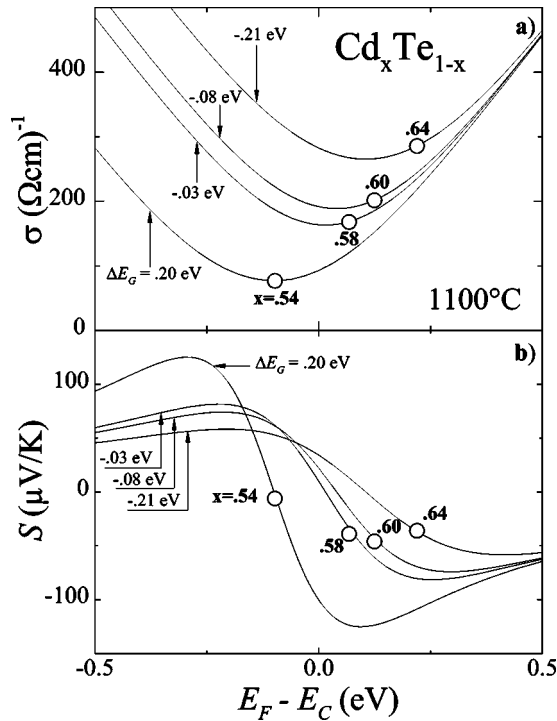 a)
Cd_xTe_{1-x}
-.21 eV
-.08 eV
-.03 eV
ΔE_G = .20 eV
.64
.60
.58
x=.54
1100°C
400
200
0
σ (Ωcm)^{-1}
b)
ΔE_G = .20 eV
-.03 eV
-.08 eV
-.21 eV
x=.54
.58
.60
.64
100
0
-100
S (μV/K)
-0.5
0.0
0.5
E_F - E_C (eV)